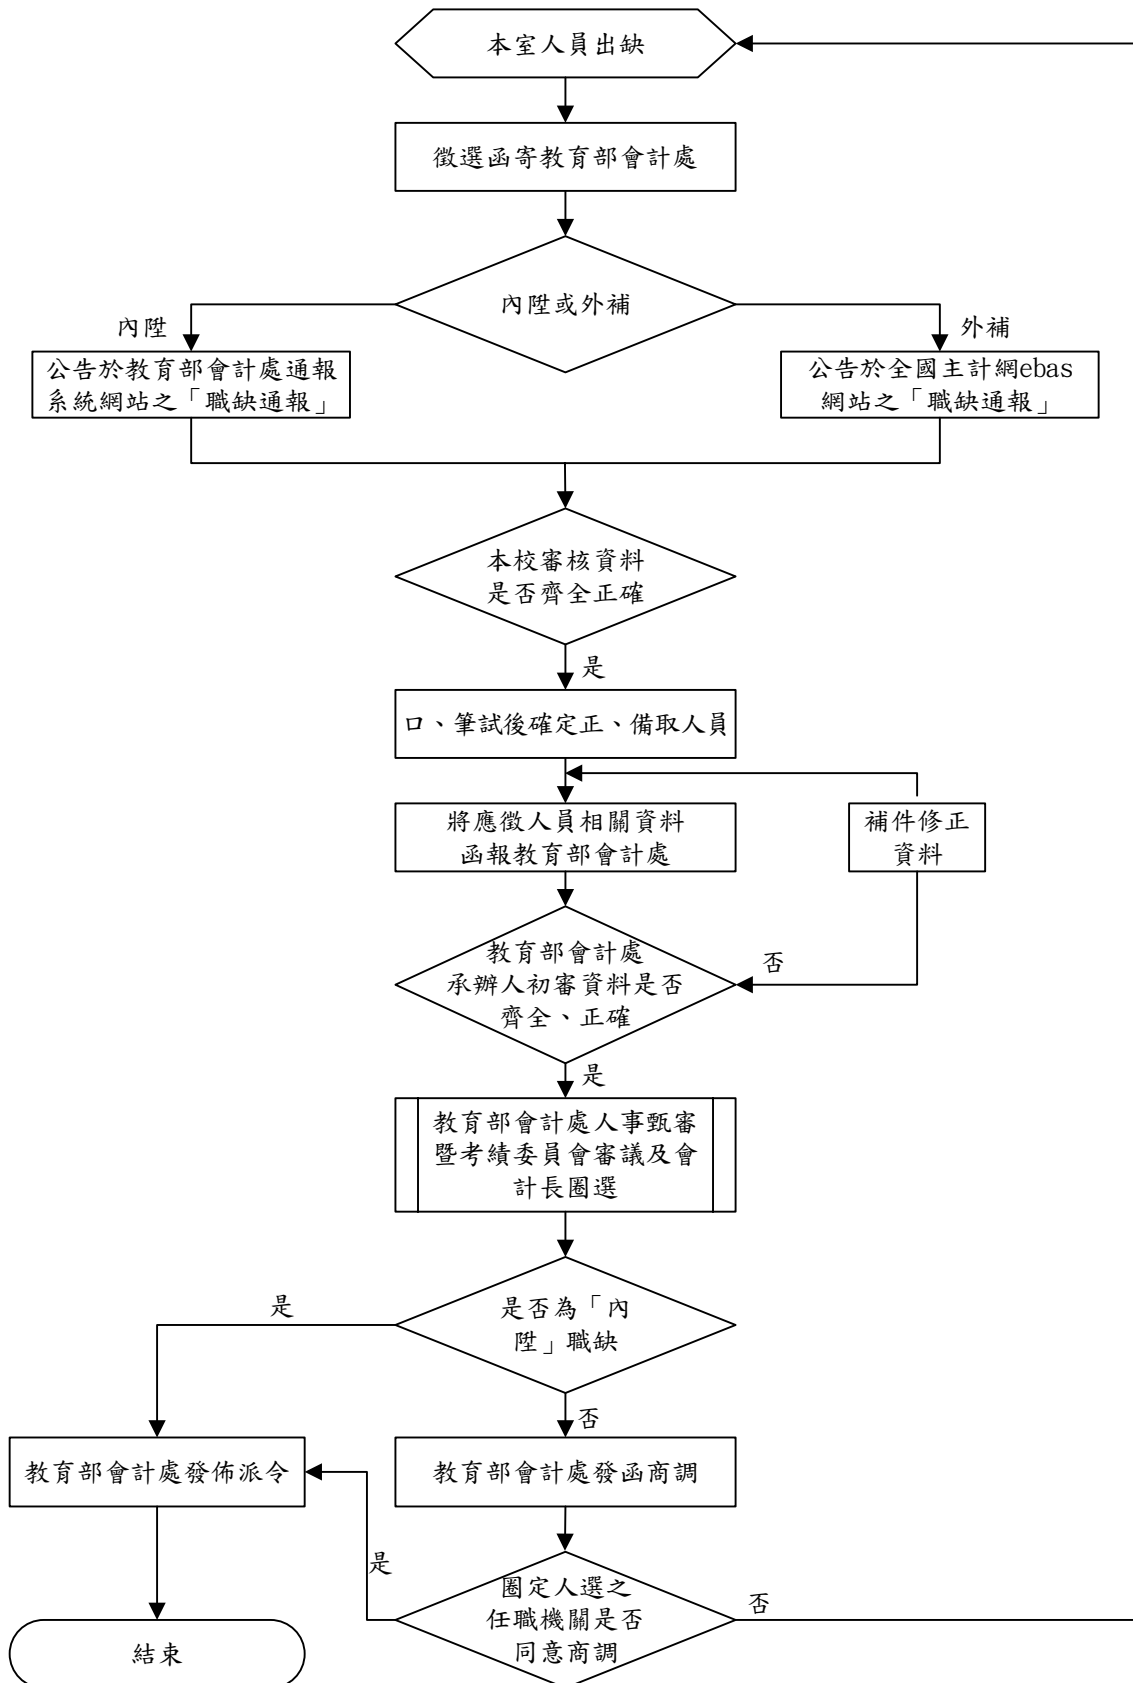 本室人員出缺
徵選函寄教育部會計處
內陞或外補
內陞
外補
公告於教育部會計處通報
系統網站之「職缺通報」
公告於全國主計網ebas
網站之「職缺通報」
本校審核資料
是否齊全正確
是
口、筆試後確定正、備取人員
將應徵人員相關資料
函報教育部會計處
補件修正
資料
教育部會計處
承辦人初審資料是否
齊全、正確
否
是
教育部會計處人事甄審
暨考績委員會審議及會
計長圈選
是否為「內
陞」職缺
是
否
教育部會計處發佈派令
教育部會計處發函商調
圈定人選之
任職機關是否
同意商調
是
否
結束